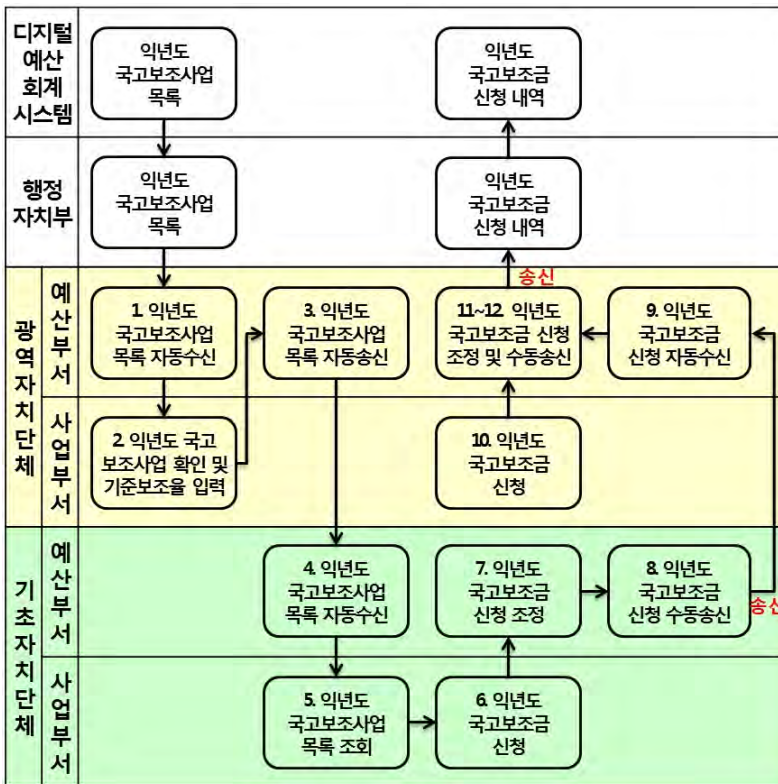 디지털
예산
회계
시스템
익년도
국고보조사업
목록
익년도
국고보조금
신청 내역
행정
자치부
익년도
국고보조사업
목록
익년도
국고보조금
신청 내역
송신
광역자치단체
예산부서
1. 익년도
국고보조사업
목록 자동수신
3. 익년도
국고보조사업
목록 자동송신
11~12. 익년도
국고보조금 신청
조정 및 수동송신
9. 익년도
국고보조금
신청 자동수신
사업부서
2. 익년도 국고
보조사업 확인 및
기준보조율 입력
10. 익년도
국고보조금
신청
기초자치단체
예산부서
4. 익년도
국고보조사업
목록 자동수신
7. 익년도
국고보조금
신청 조정
8. 익년도
국고보조금
신청 수동송신
송신
사업부서
5. 익년도
국고보조사업
목록 조회
6. 익년도
국고보조금
신청